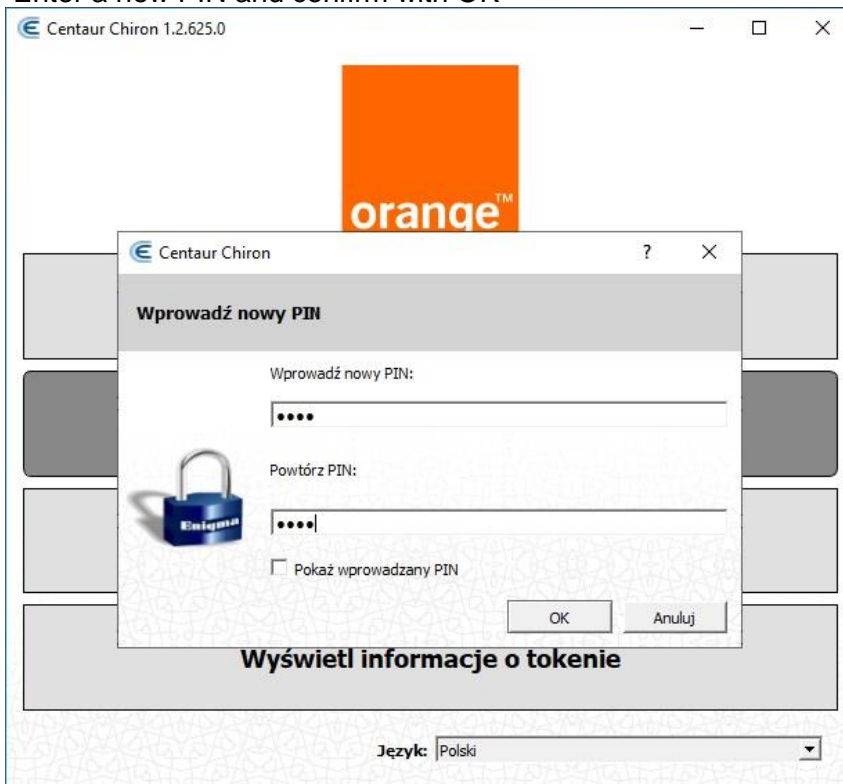 Enter a new PIN and confirm with OK
Centaur Chiron 1.2.625.0
orange™
Centaur Chiron
Wprowadź nowy PIN
Wprowadź nowy PIN:
••••
Powtórz PIN:
••••
Enigma
Pokaż wprowadzany PIN
OK
Anuluj
Wyświetl informacje o tokenie
Język: Polski